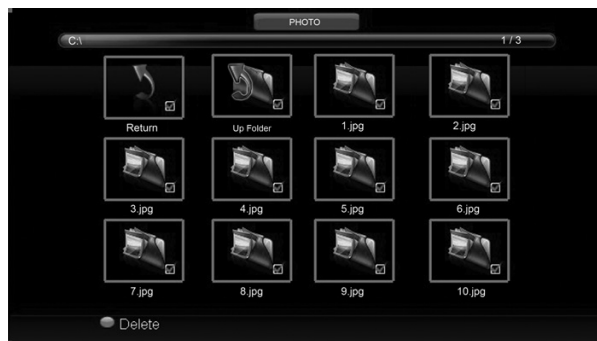 PHOTO
C:\ 1 / 3
Return Up Folder 1.jpg 2.jpg
3.jpg 4.jpg 5.jpg 6.jpg
7.jpg 8.jpg 9.jpg 10.jpg
Delete